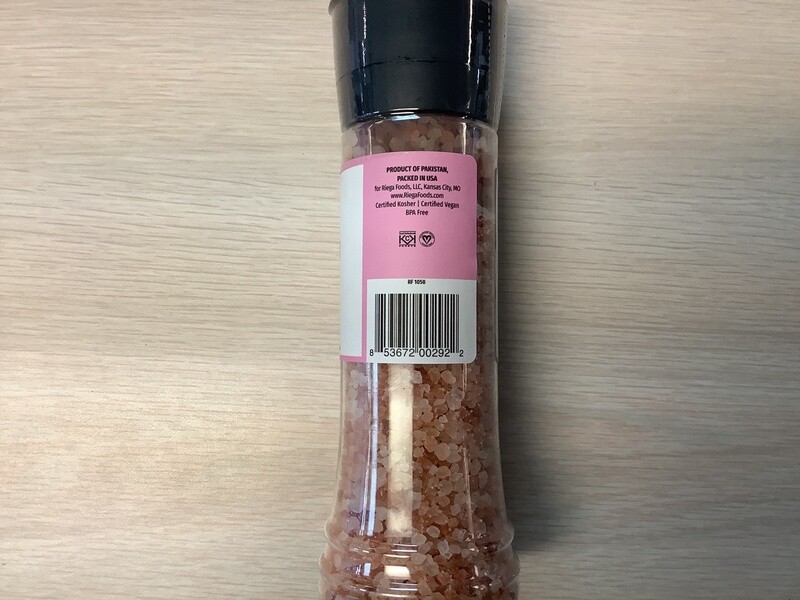 PRODUCT OF PAKISTAN,
PACKED IN USA
for Riega Foods, LLC, Kansas City, MO
www.RiegaFoods.com
Certified Kosher | Certified Vegan
BPA Free
RF 1058
8 53672 00292 2